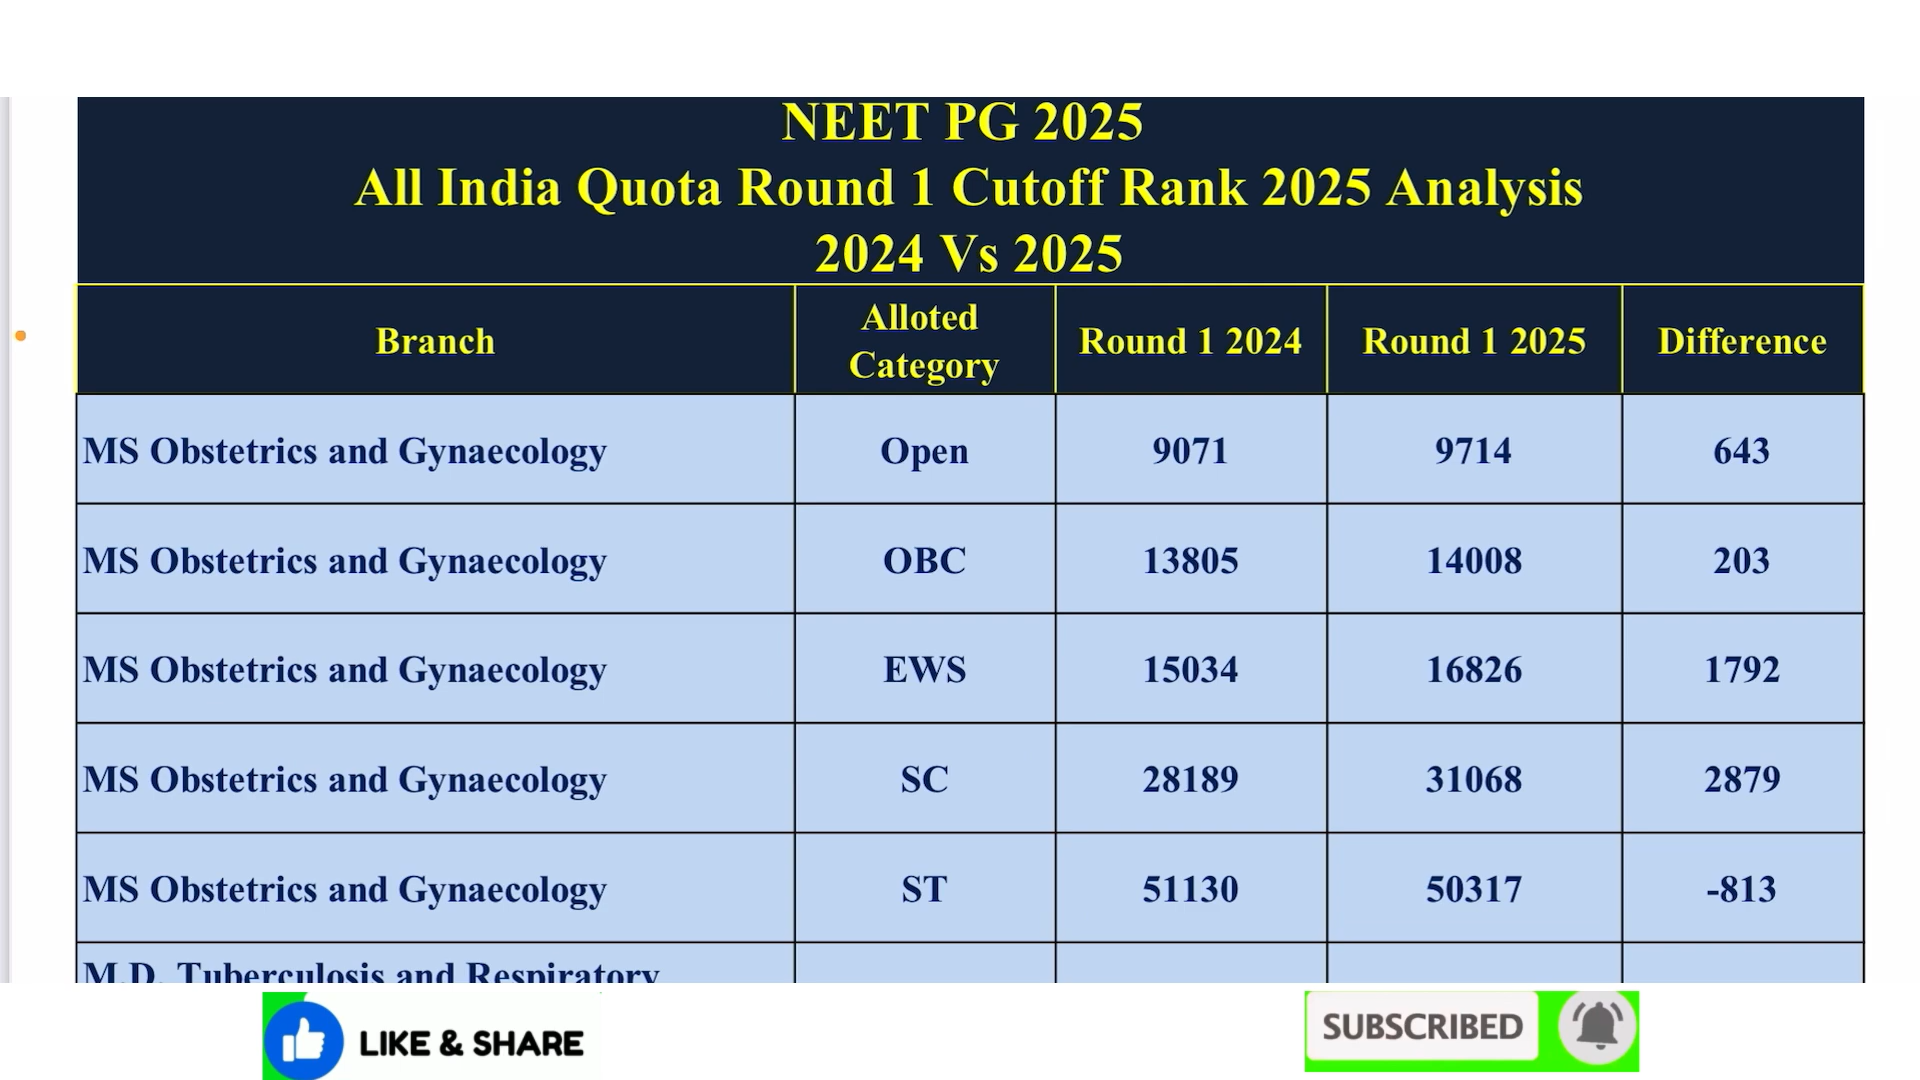 NEET PG 2025
All India Quota Round 1 Cutoff Rank 2025 Analysis
2024 Vs 2025
Branch Alloted Category Round 1 2024 Round 1 2025 Difference
MS Obstetrics and Gynaecology Open 9071 9714 643
MS Obstetrics and Gynaecology OBC 13805 14008 203
MS Obstetrics and Gynaecology EWS 15034 16826 1792
MS Obstetrics and Gynaecology SC 28189 31068 2879
MS Obstetrics and Gynaecology ST 51130 50317 -813
M.D. Tuberculosis and Respiratory
LIKE & SHARE
SUBSCRIBED